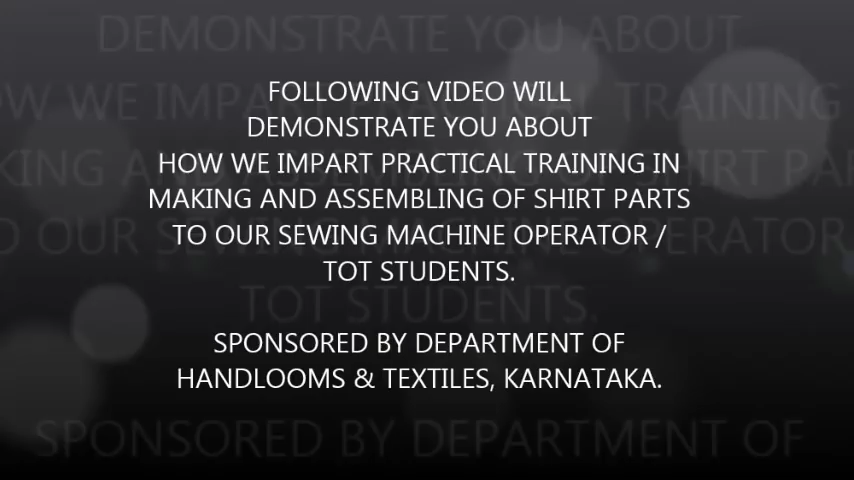 FOLLOWING VIDEO WILL
DEMONSTRATE YOU ABOUT
HOW WE IMPART PRACTICAL TRAINING IN
MAKING AND ASSEMBLING OF SHIRT PARTS
TO OUR SEWING MACHINE OPERATOR /
TOT STUDENTS.
SPONSORED BY DEPARTMENT OF
HANDLOOMS & TEXTILES, KARNATAKA.